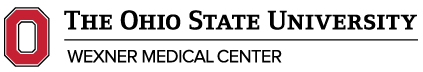 THE OHIO STATE UNIVERSITY
WEXNER MEDICAL CENTER